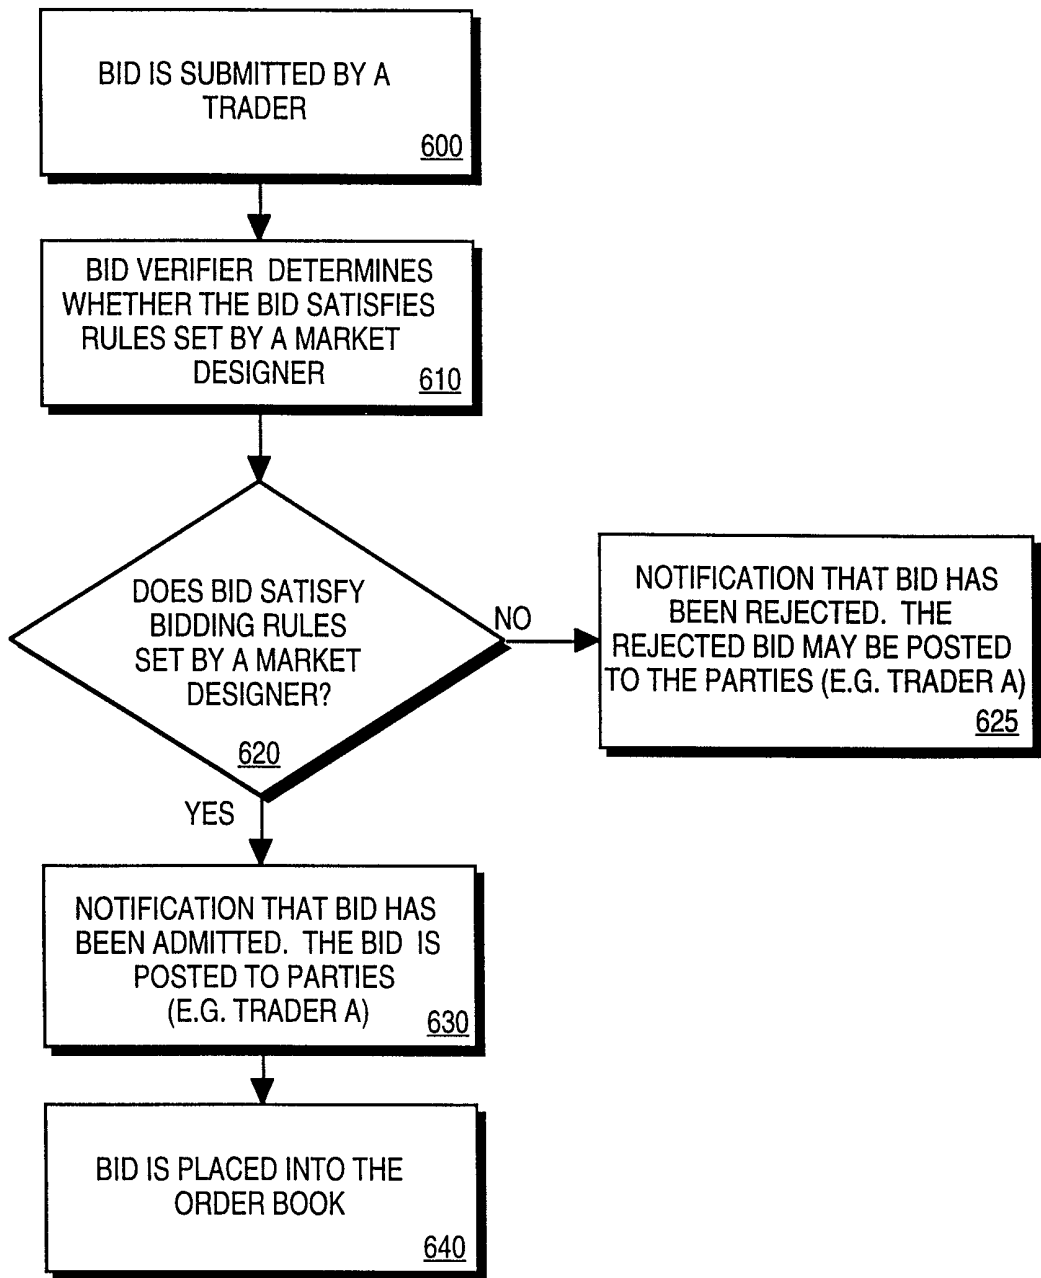 BID IS SUBMITTED BY A
TRADER
600
BID VERIFIER DETERMINES
WHETHER THE BID SATISFIES
RULES SET BY A MARKET
DESIGNER
610
DOES BID SATISFY
BIDDING RULES
SET BY A MARKET
DESIGNER?
620
NO
NOTIFICATION THAT BID HAS
BEEN REJECTED. THE
REJECTED BID MAY BE POSTED
TO THE PARTIES (E.G. TRADER A)
625
YES
NOTIFICATION THAT BID HAS
BEEN ADMITTED. THE BID IS
POSTED TO PARTIES
(E.G. TRADER A)
630
BID IS PLACED INTO THE
ORDER BOOK
640